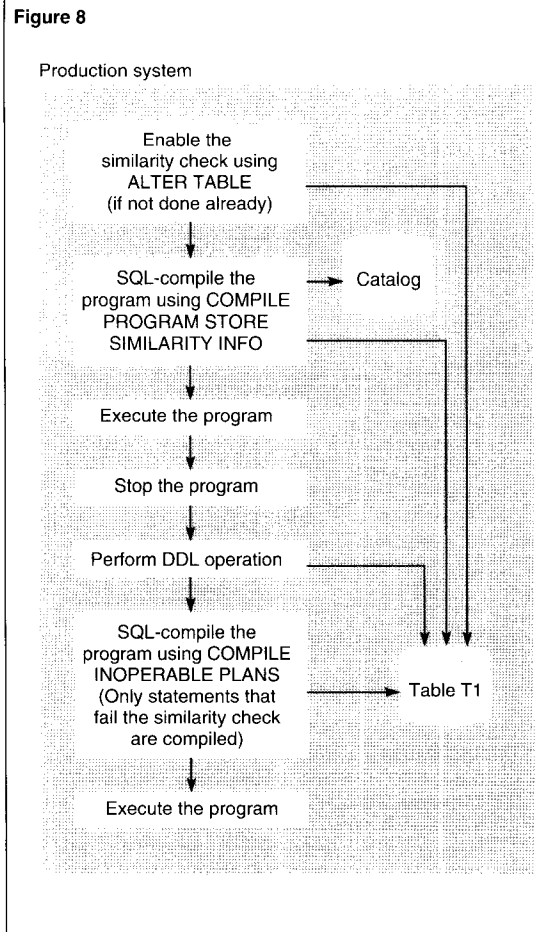 Figure 8
Production system
Enable the
similarity check using
ALTER TABLE
(if not done already)
SQL-compile the
program using COMPILE
PROGRAM STORE
SIMILARITY INFO
Catalog
Execute the program
Stop the program
Perform DDL operation
SQL-compile the
program using COMPILE
INOPERABLE PLANS
(Only statements that
fail the similarity check
are compiled)
Table T1
Execute the program